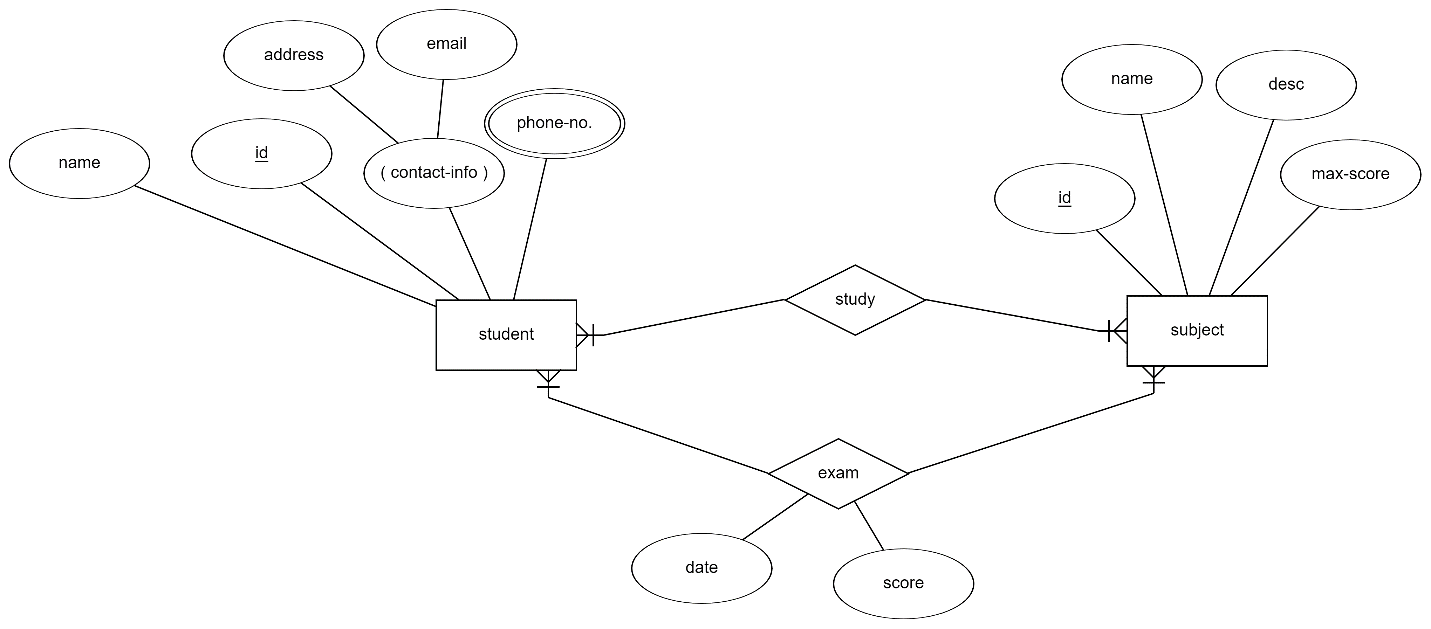 address
email
phone-no.
name
id
( contact-info )
student
study
name
desc
id
max-score
subject
exam
date
score